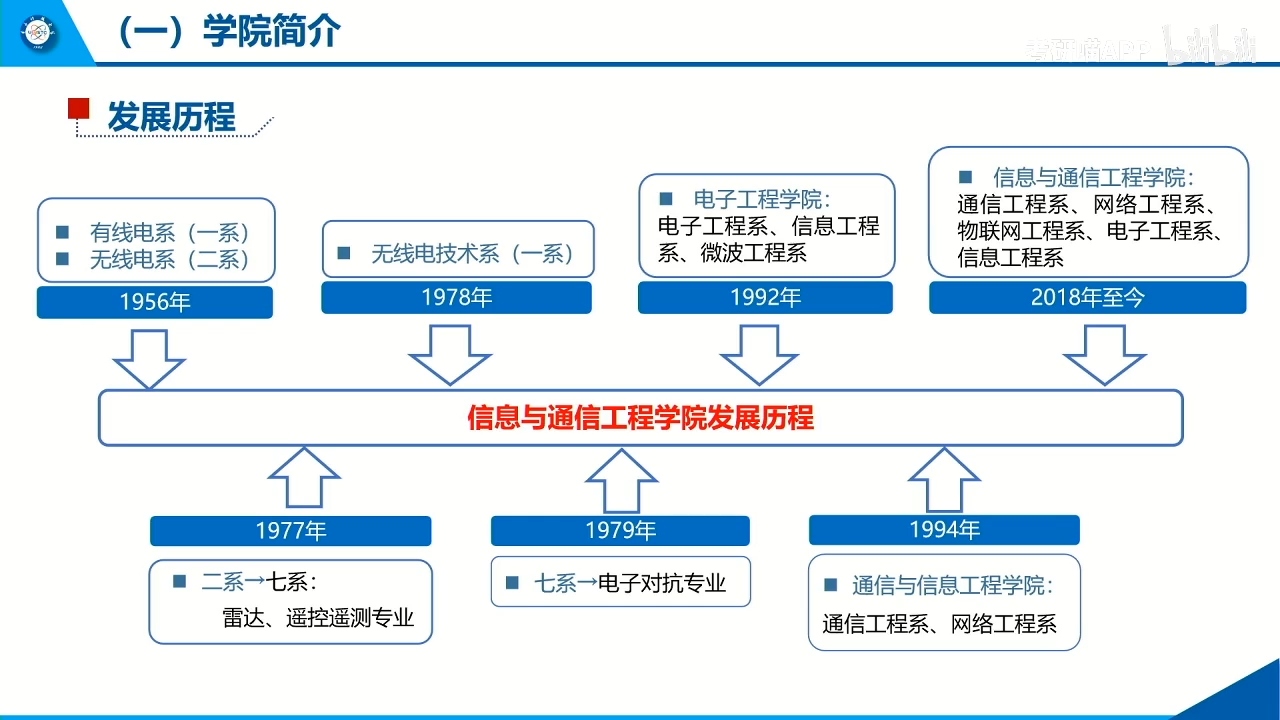 （一）学院简介
考研喵APP
bilibili
发展历程
■ 有线电系（一系）
■ 无线电系（二系）
1956年
■ 无线电技术系（一系）
1978年
■ 电子工程学院：
电子工程系、信息工程
系、微波工程系
1992年
■ 信息与通信工程学院：
通信工程系、网络工程系、
物联网工程系、电子工程系、
信息工程系
2018年至今
信息与通信工程学院发展历程
1977年
■ 二系→七系：
雷达、遥控遥测专业
1979年
■ 七系→电子对抗专业
1994年
■ 通信与信息工程学院：
通信工程系、网络工程系